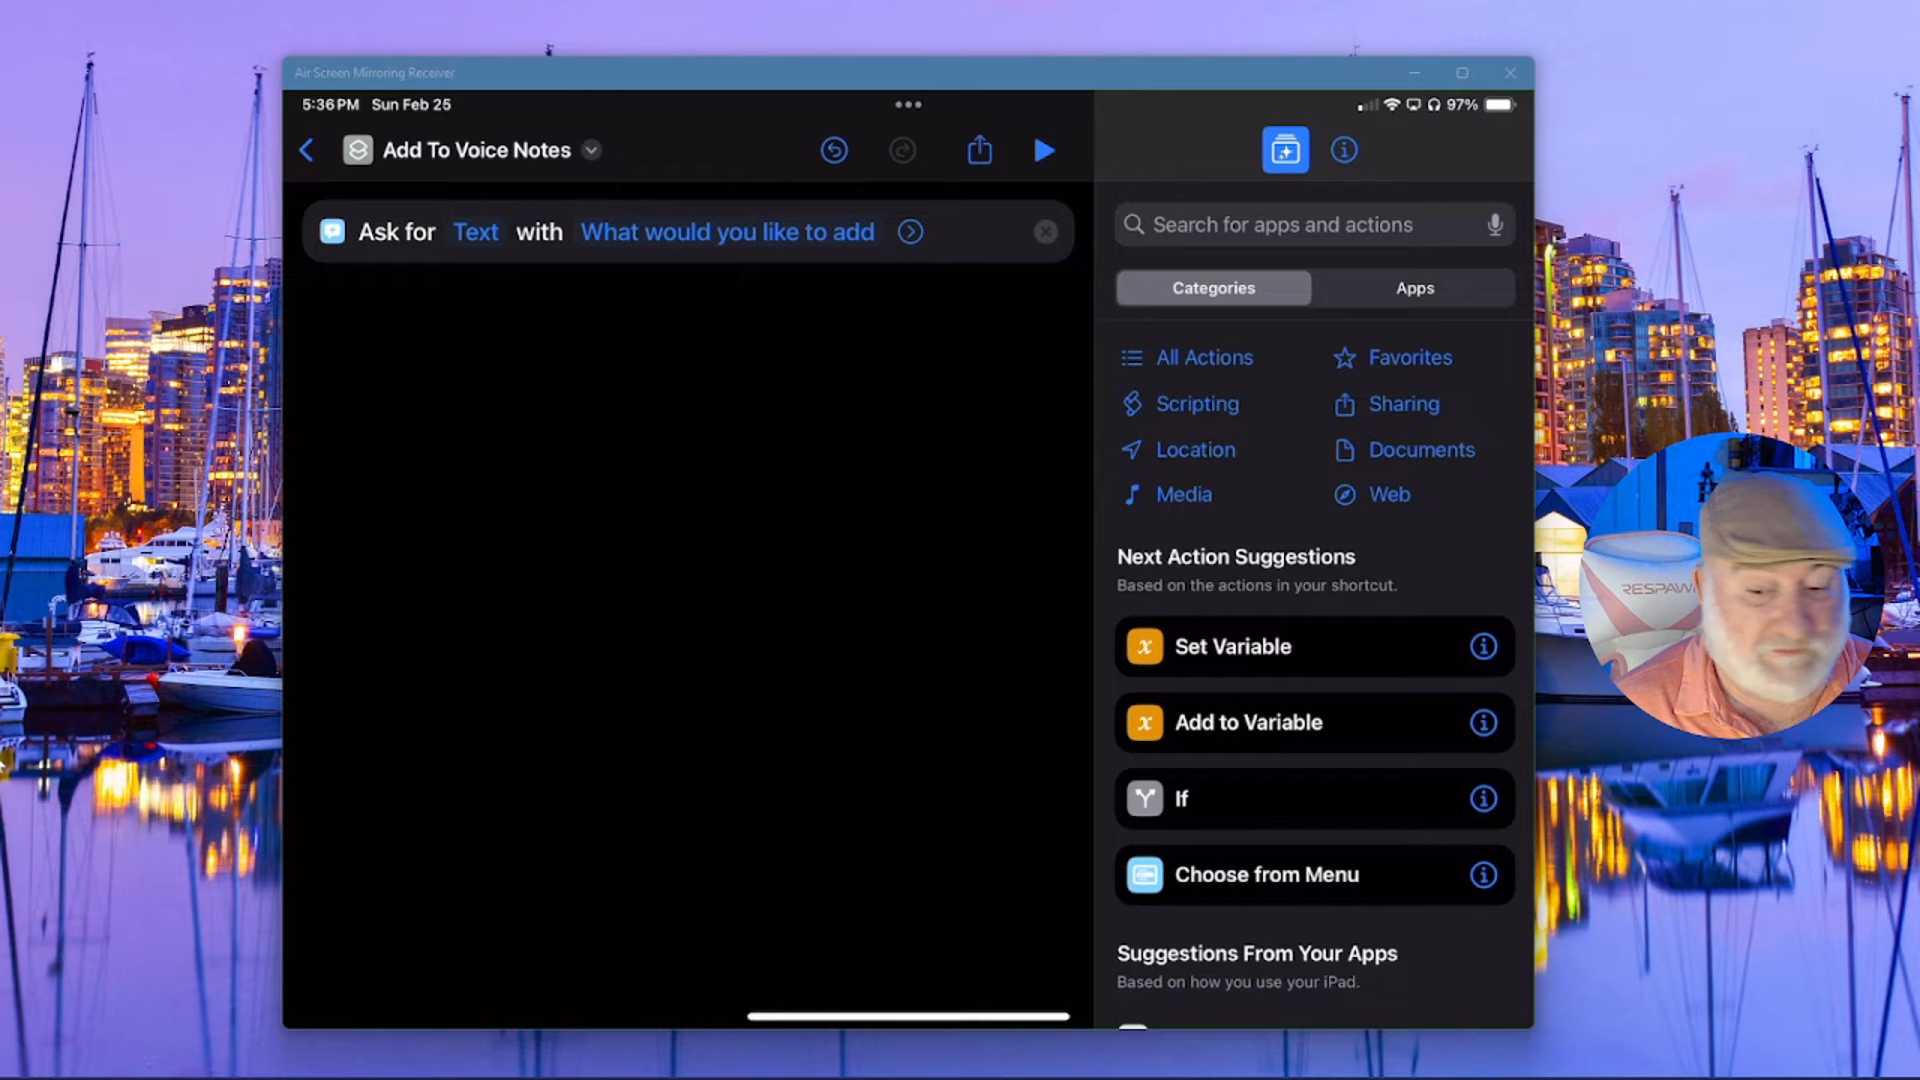 Air Screen Mirroring Receiver
5:36 PM Sun Feb 25
97%
Add To Voice Notes
Ask for Text with What would you like to add
Search for apps and actions
Categories
Apps
All Actions
Favorites
Scripting
Sharing
Location
Documents
Media
Web
Next Action Suggestions
Based on the actions in your shortcut.
Set Variable
Add to Variable
If
Choose from Menu
Suggestions From Your Apps
Based on how you use your iPad.
RESPAW